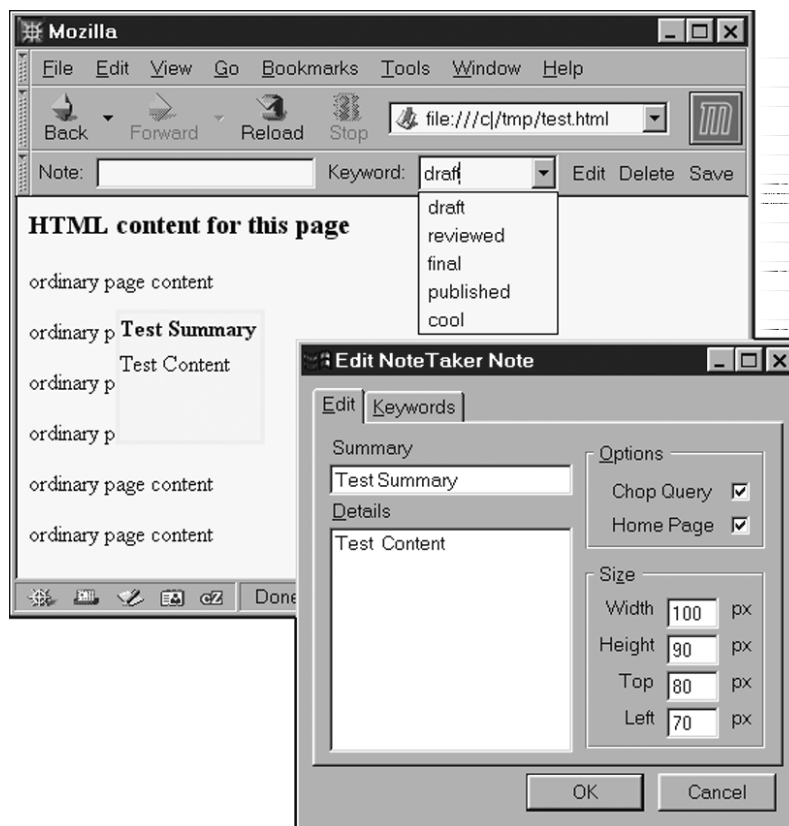 Mozilla
File Edit View Go Bookmarks Tools Window Help
Back Forward Reload Stop file:///c|/tmp/test.html
Note: Keyword: draft Edit Delete Save
draft
reviewed
final
published
cool
HTML content for this page
ordinary page content
ordinary p
ordinary p
ordinary p
ordinary page content
ordinary page content
Test Summary
Test Content
Done
Edit NoteTaker Note
Edit Keywords
Summary
Test Summary
Details
Test Content
Options
Chop Query
Home Page
Size
Width 100 px
Height 90 px
Top 80 px
Left 70 px
OK Cancel